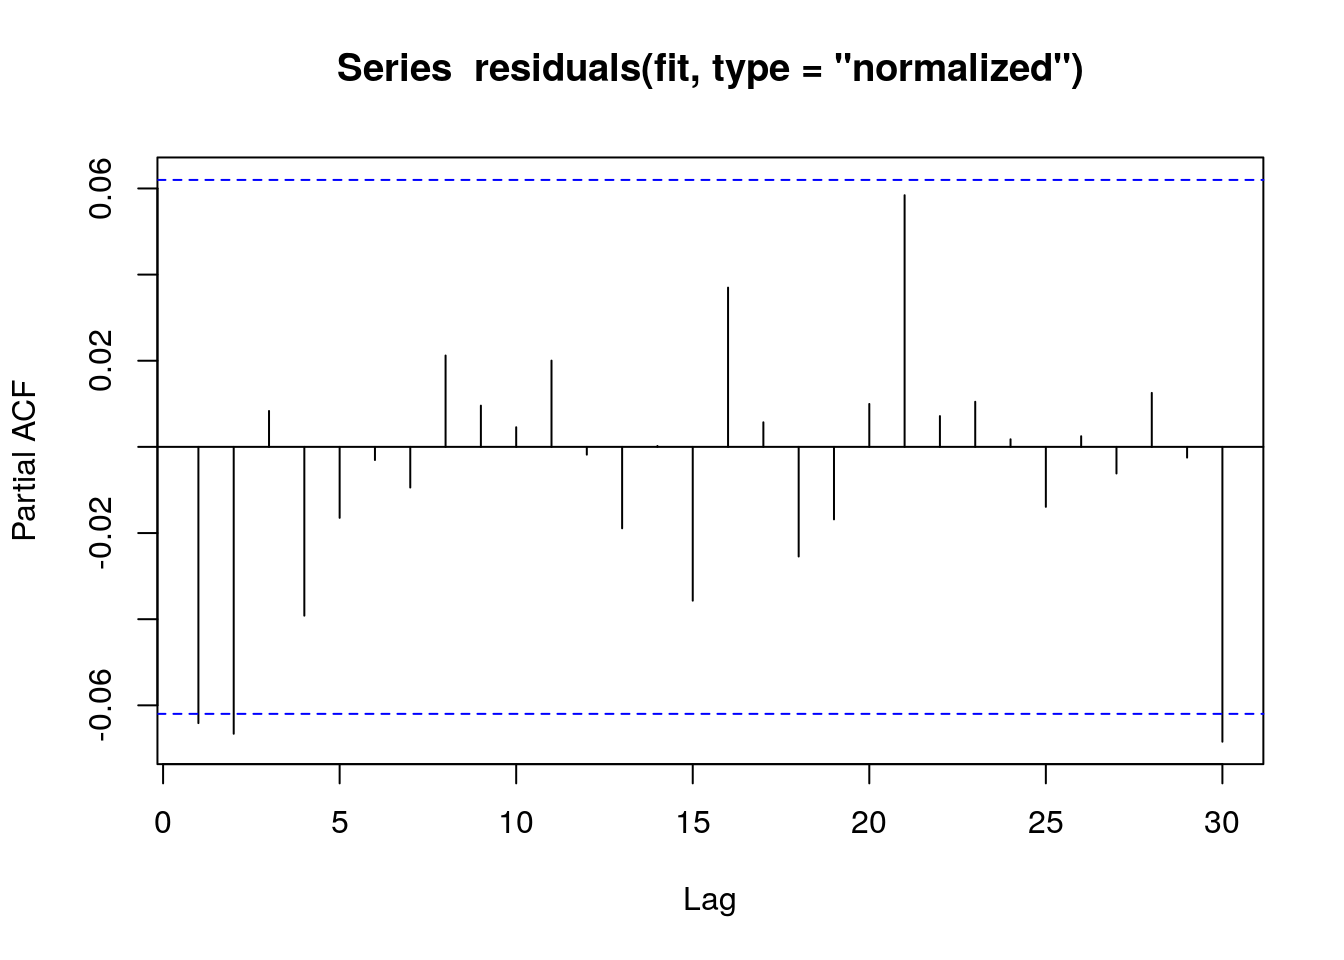 Series  residuals(fit, type = "normalized")
Partial ACF
0.06
0.02
-0.02
-0.06
0 5 10 15 20 25 30
Lag